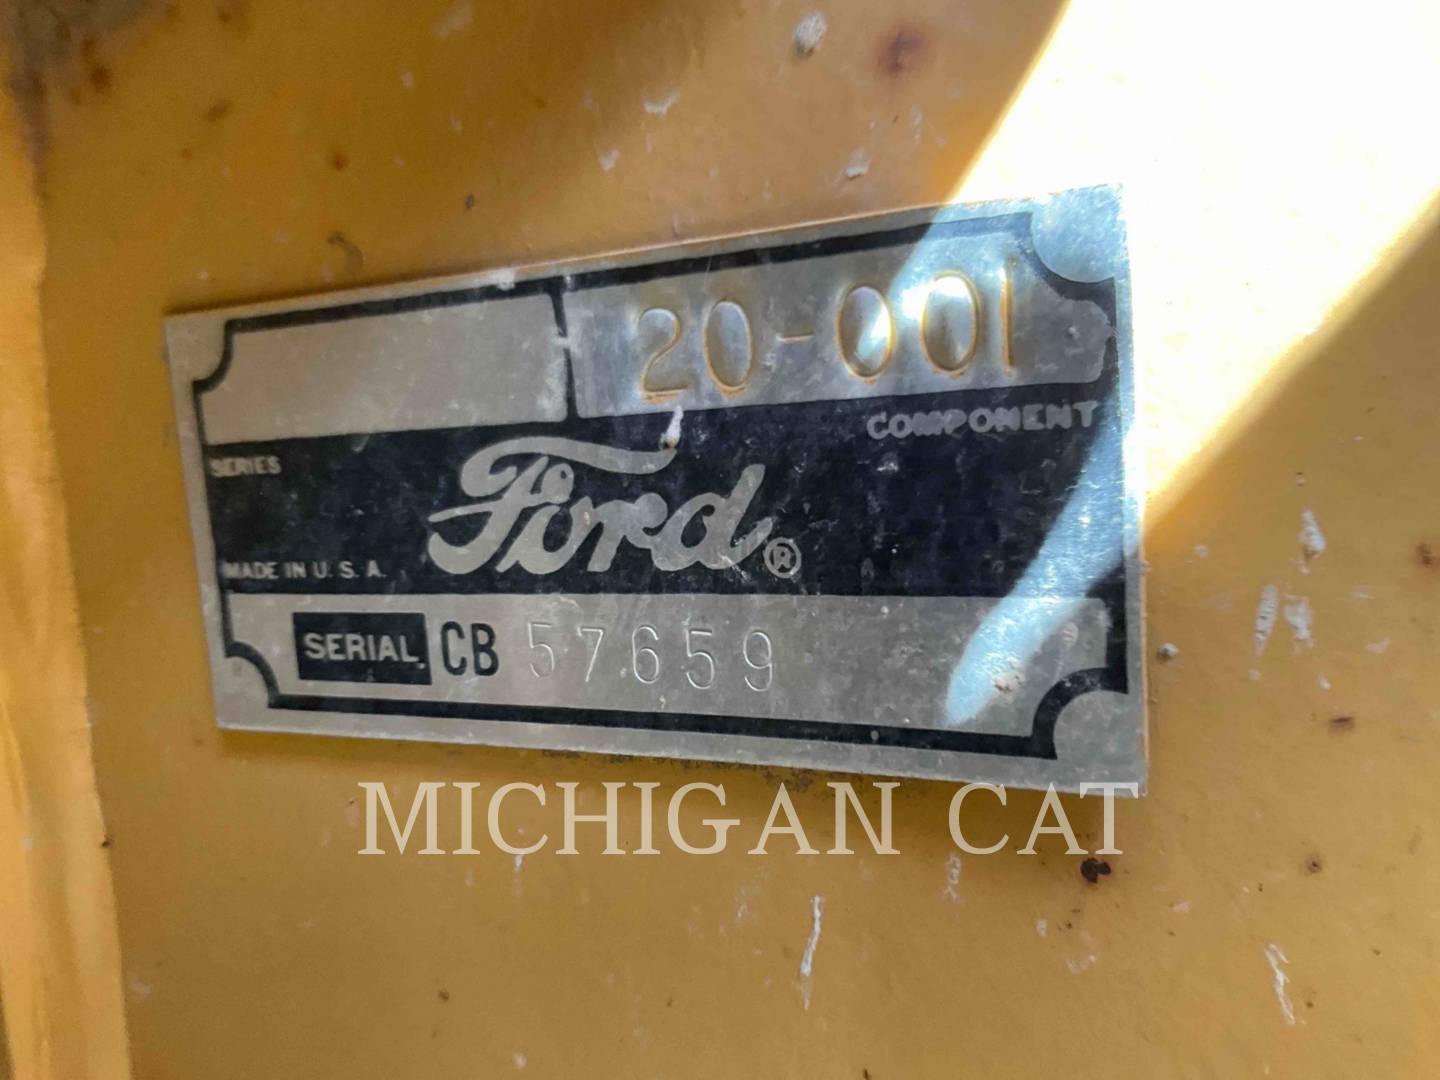 20-001
SERIES
COMPONENT
Ford®
MADE IN U. S. A.
SERIAL CB 57659
MICHIGAN CAT